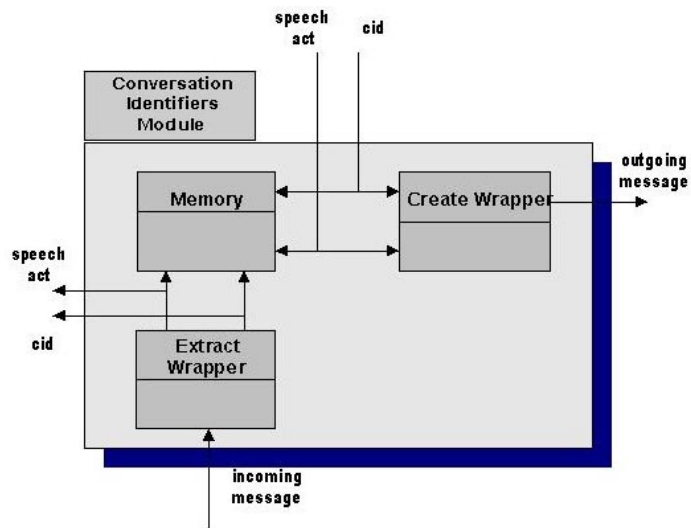 speech
act
cid
Conversation
Identifiers
Module
outgoing
message
Memory
Create Wrapper
speech
act
cid
Extract
Wrapper
incoming
message